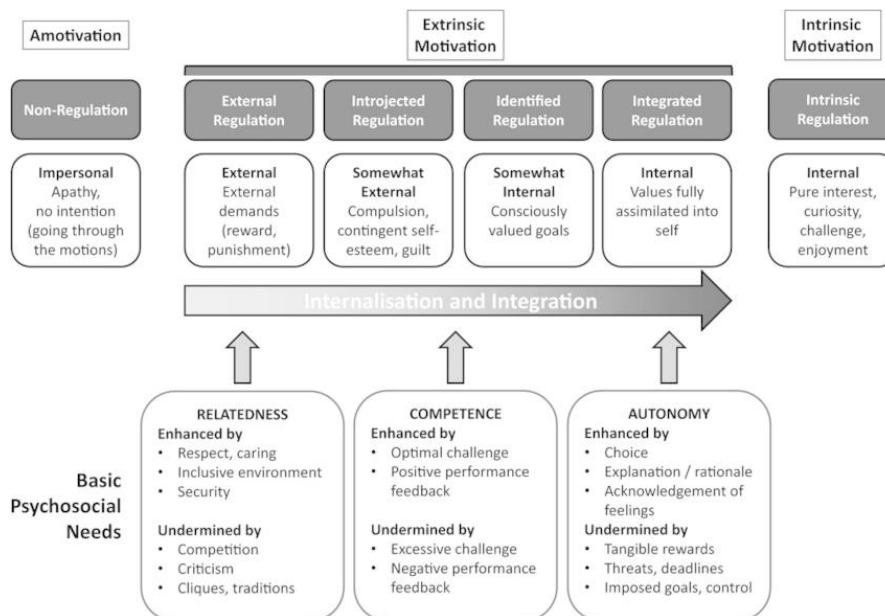 Amotivation
Extrinsic
Motivation
Intrinsic
Motivation
Non-Regulation
External
Regulation
Introjected
Regulation
Identified
Regulation
Integrated
Regulation
Intrinsic
Regulation
Impersonal
Apathy,
no intention
(going through
the motions)
External
External
demands
(reward,
punishment)
Somewhat
External
Compulsion,
contingent self-
esteem, guilt
Somewhat
Internal
Consciously
valued goals
Internal
Values fully
assimilated into
self
Internal
Pure interest,
curiosity,
challenge,
enjoyment
Internalisation and Integration
Basic
Psychosocial
Needs
RELATEDNESS
Enhanced by
• Respect, caring
• Inclusive environment
• Security
Undermined by
• Competition
• Criticism
• Cliques, traditions
COMPETENCE
Enhanced by
• Optimal challenge
• Positive performance
feedback
Undermined by
• Excessive challenge
• Negative performance
feedback
AUTONOMY
Enhanced by
• Choice
• Explanation / rationale
• Acknowledgement of
feelings
Undermined by
• Tangible rewards
• Threats, deadlines
• Imposed goals, control